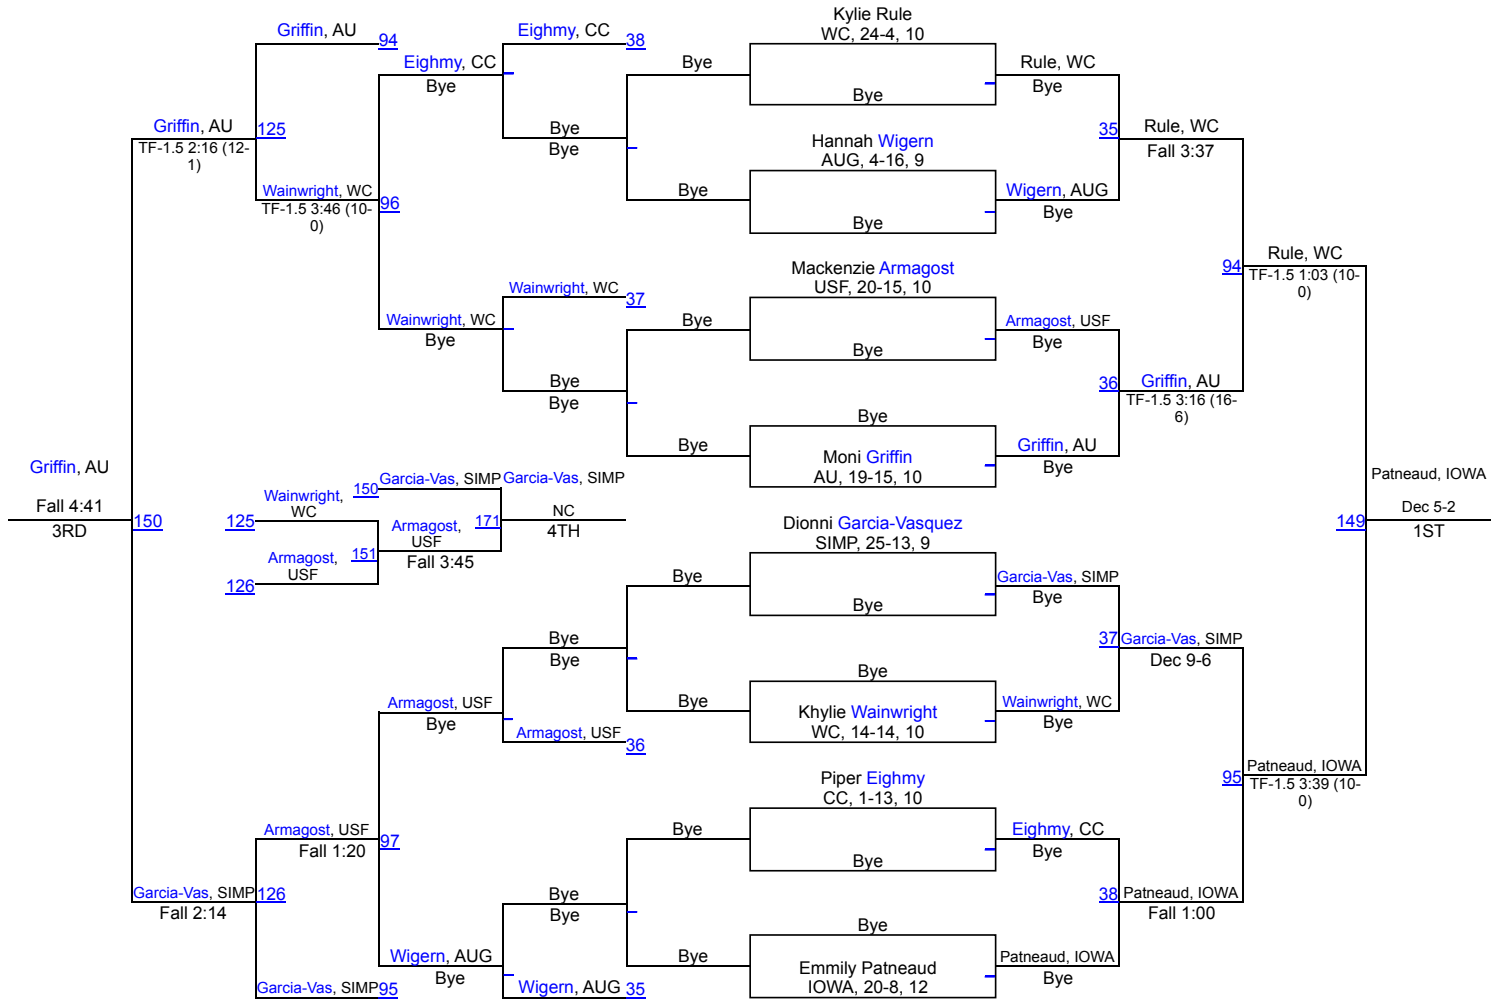 Kylie Rule
WC, 24-4, 10
Griffin, AU
94
Eighmy, CC
38
Eighmy, CC
Bye
Bye
Rule, WC
Bye
Bye
Griffin, AU
125
TF-1.5 2:16 (12-
1)
Bye
Bye
Hannah Wigern
AUG, 4-16, 9
35
Rule, WC
Fall 3:37
Wainwright, WC
TF-1.5 3:46 (10-
0)
96
Bye
Wigern, AUG
Bye
Bye
Mackenzie Armagost
USF, 20-15, 10
94
Rule, WC
TF-1.5 1:03 (10-
0)
Wainwright, WC
37
Wainwright, WC
Bye
Bye
Armagost, USF
Bye
Bye
Bye
Bye
36
Griffin, AU
TF-1.5 3:16 (16-
6)
Bye
Bye
Moni Griffin
AU, 19-15, 10
Griffin, AU
Bye
Griffin, AU
Fall 4:41
3RD
150
Garcia-Vas, SIMP
Garcia-Vas, SIMP
150
Wainwright,
WC
125
Armagost,
USF
171
NC
4TH
Armagost,
USF
151
Fall 3:45
126
Patneaud, IOWA
149
Dec 5-2
1ST
Dionni Garcia-Vasquez
SIMP, 25-13, 9
Bye
Garcia-Vas, SIMP
Bye
Bye
Bye
Bye
37
Garcia-Vas, SIMP
Dec 9-6
Armagost, USF
Bye
Bye
Bye
Khylie Wainwright
WC, 14-14, 10
Wainwright, WC
Bye
Armagost, USF
36
Piper Eighmy
CC, 1-13, 10
95
Patneaud, IOWA
TF-1.5 3:39 (10-
0)
Armagost, USF
Fall 1:20
97
Bye
Eighmy, CC
Bye
Bye
Garcia-Vas, SIMP
126
Fall 2:14
Bye
Bye
38
Patneaud, IOWA
Fall 1:00
Wigern, AUG
Bye
Bye
Bye
Emmily Patneaud
IOWA, 20-8, 12
Patneaud, IOWA
Bye
Garcia-Vas, SIMP
95
Wigern, AUG
35